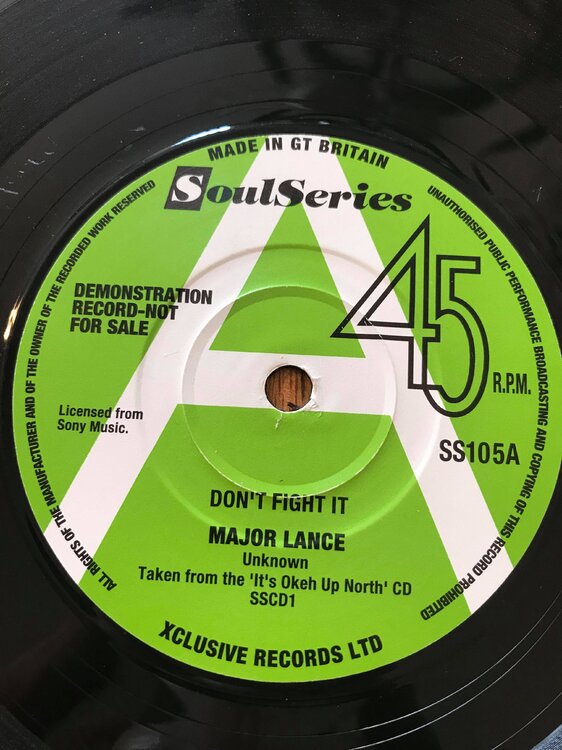 MADE IN GT BRITAIN
SoulSeries
ALL RIGHTS OF THE MANUFACTURER AND OF THE OWNER OF THE RECORDED WORK RESERVED
UNAUTHORISED PUBLIC PERFORMANCE BROADCASTING AND COPYING OF THIS RECORD PROHIBITED
A
DEMONSTRATION
RECORD-NOT
FOR SALE
45
R.P.M.
Licensed from
Sony Music.
SS105A
DON'T FIGHT IT
MAJOR LANCE
Unknown
Taken from the 'It's Okeh Up North' CD
SSCD1
XCLUSIVE RECORDS LTD